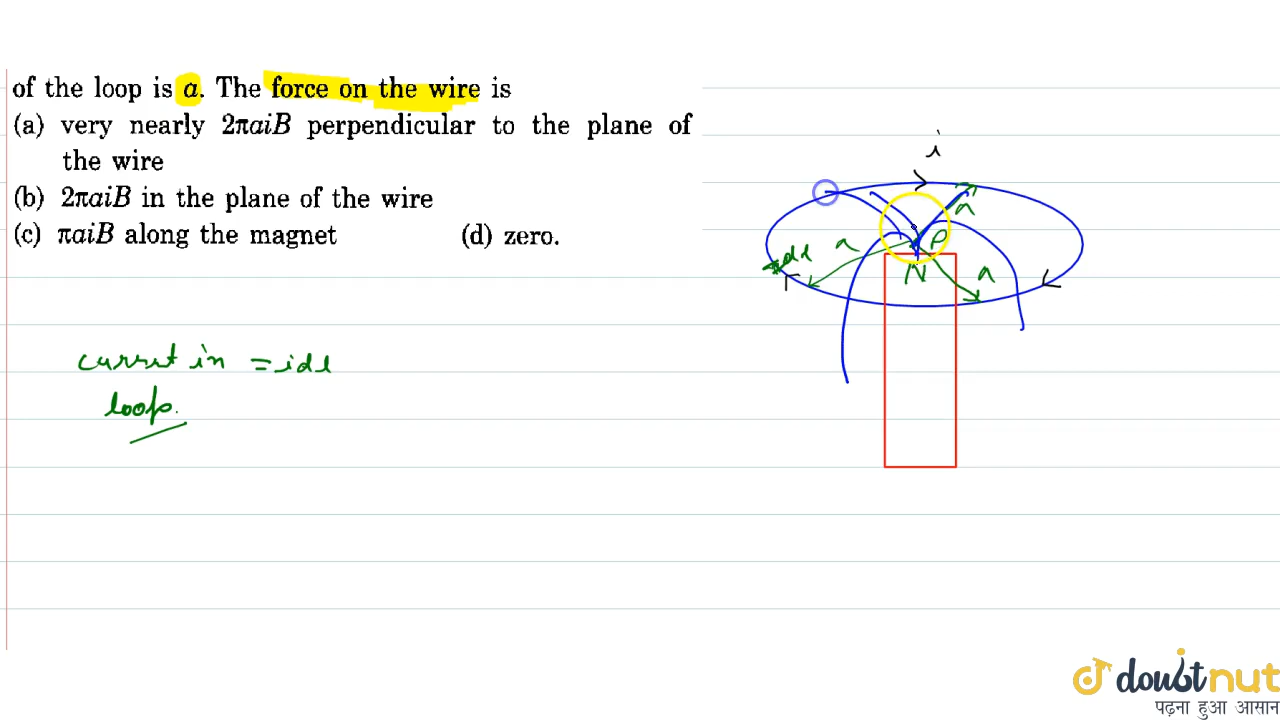 of the loop is a. The force on the wire is
(a) very nearly 2πaiB perpendicular to the plane of
the wire
(b) 2πaiB in the plane of the wire
(c) πaiB along the magnet (d) zero.
i
a
dl a P
N a
current in = idl
loop.
doubtnut
पढ़ना हुआ आसान